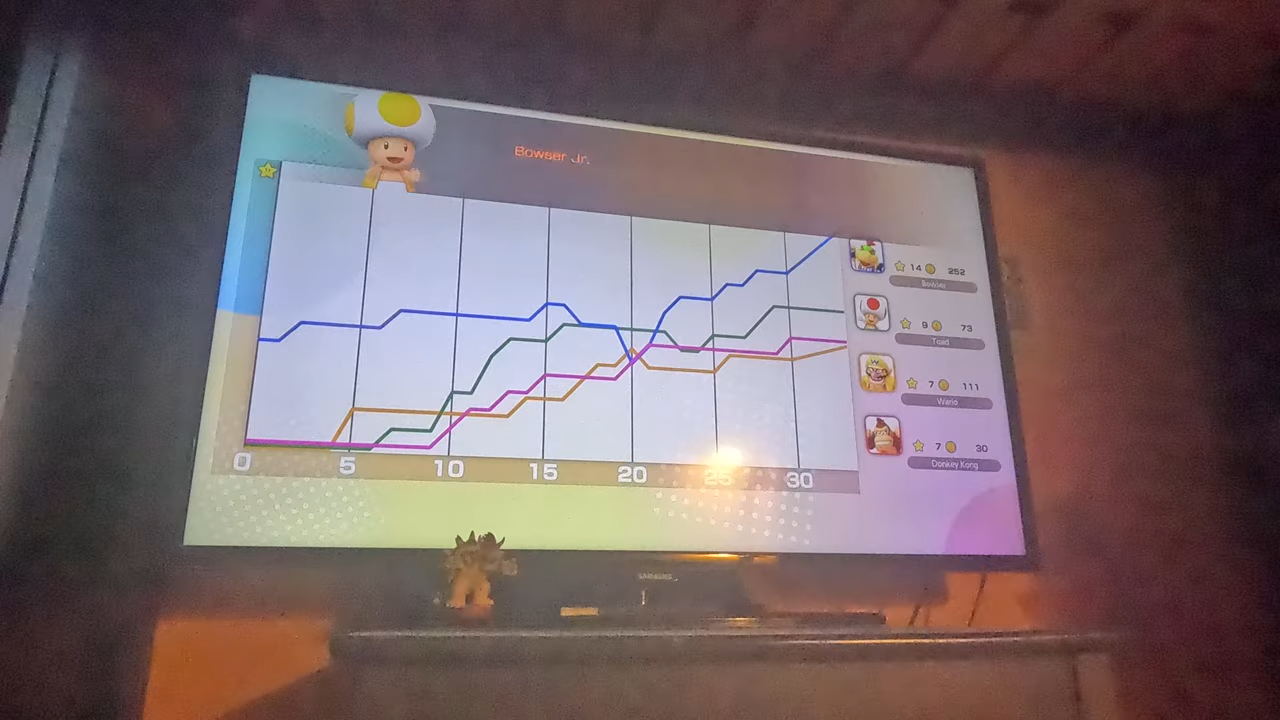 Bowser Jr.
14 252
Bowser
9 73
Toad
7 111
Wario
7 30
Donkey Kong
0 5 10 15 20 25 30
SAMSUNG